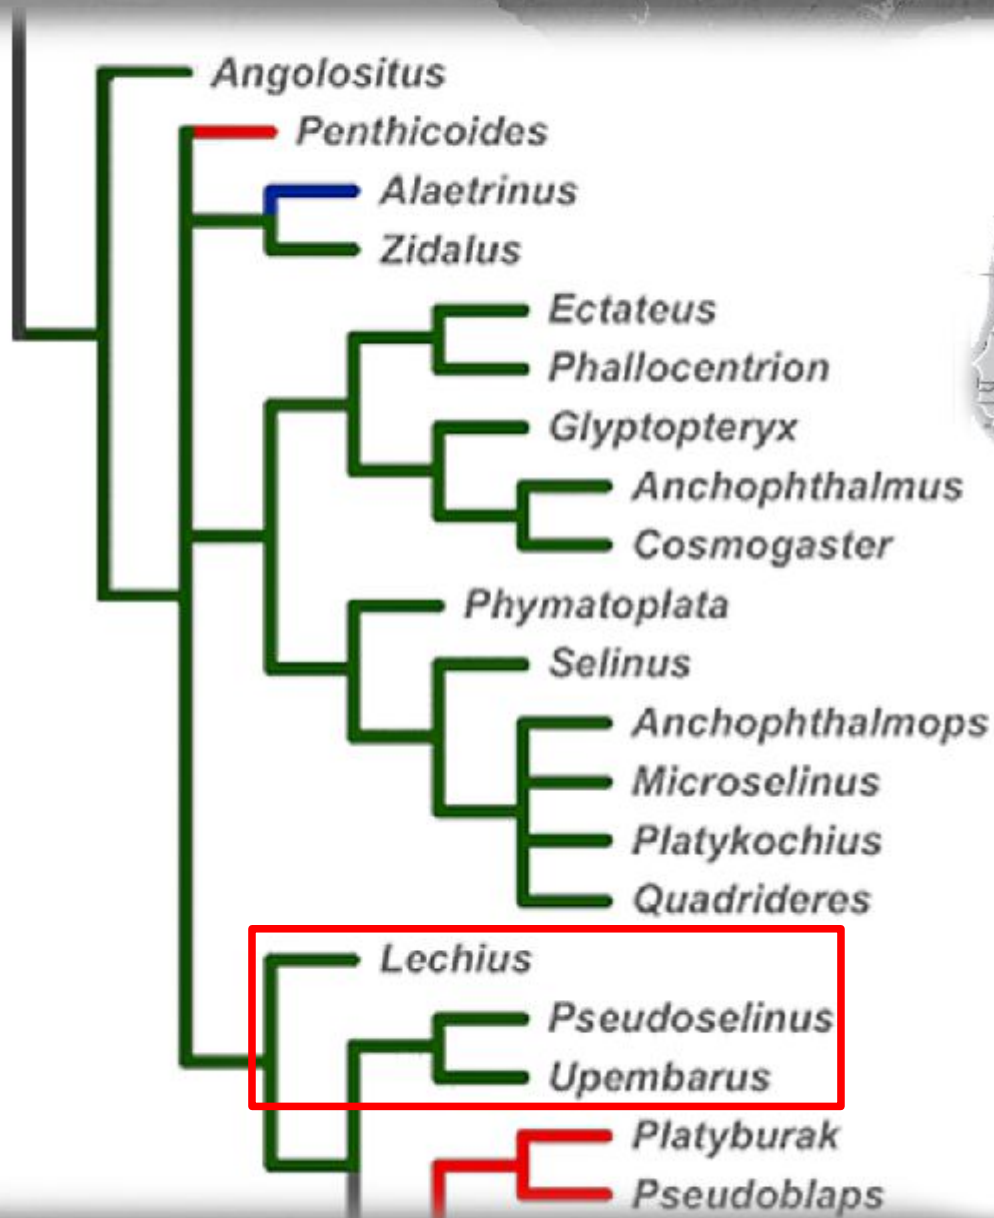 Angolositus
Penthicoides
Alaetrinus
Zidalus
Ectateus
Phallocentrion
Glyptopteryx
Anchophthalmus
Cosmogaster
Phymatoplata
Selinus
Anchophthalmops
Microselinus
Platykochius
Quadrideres
Lechius
Pseudoselinus
Upembarus
Platyburak
Pseudoblaps